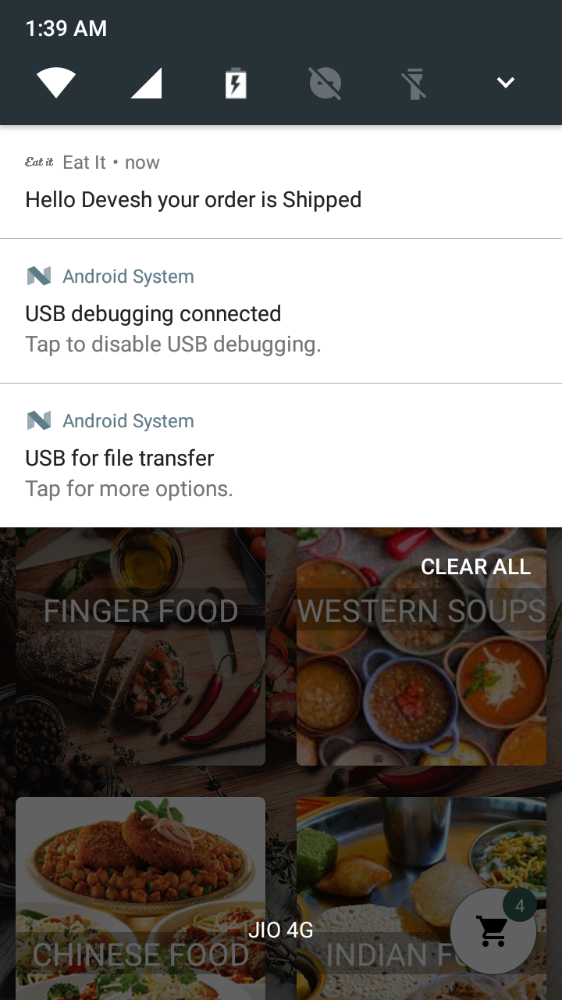 1:39 AM
Eat it Eat It • now
Hello Devesh your order is Shipped
Android System
USB debugging connected
Tap to disable USB debugging.
Android System
USB for file transfer
Tap for more options.
CLEAR ALL
FINGER FOOD
WESTERN SOUPS
4
JIO 4G
CHINESE FOOD
INDIAN F